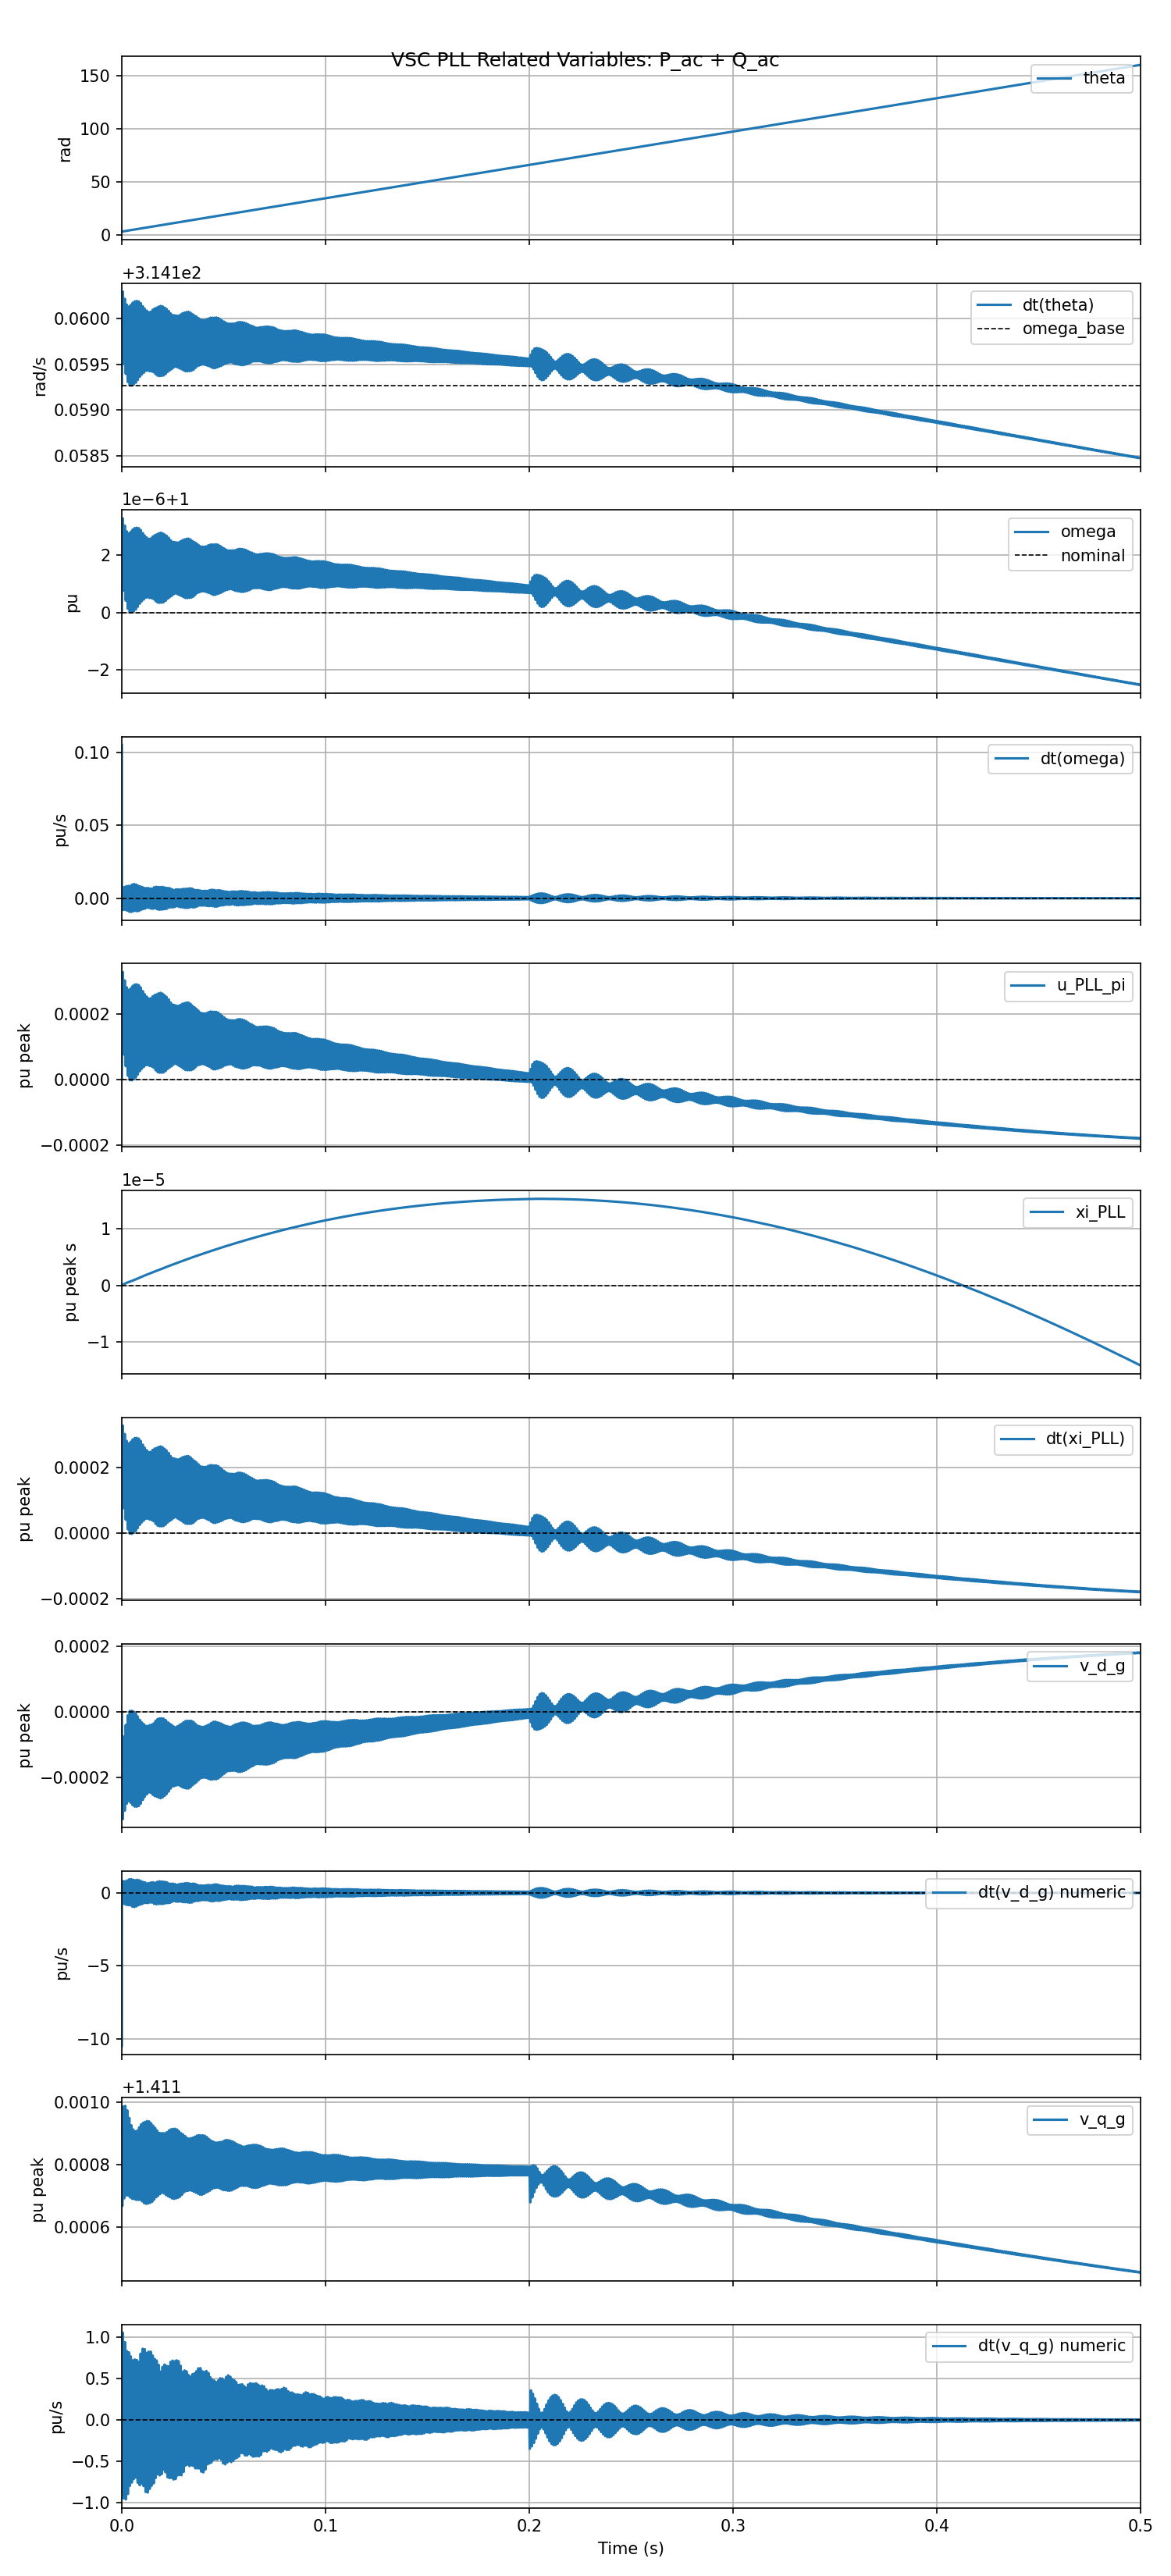 VSC PLL Related Variables: P_ac + Q_ac
150
100
50
0
rad
theta
+3.141e2
0.0600
0.0595
0.0590
0.0585
rad/s
dt(theta)
omega_base
1e−6+1
2
0
−2
pu
omega
nominal
0.10
0.05
0.00
pu/s
dt(omega)
0.0002
0.0000
−0.0002
pu peak
u_PLL_pi
1e−5
1
0
−1
pu peak s
xi_PLL
0.0002
0.0000
−0.0002
pu peak
dt(xi_PLL)
0.0002
0.0000
−0.0002
pu peak
v_d_g
0
−5
−10
pu/s
dt(v_d_g) numeric
+1.411
0.0010
0.0008
0.0006
pu peak
v_q_g
1.0
0.5
0.0
−0.5
−1.0
pu/s
dt(v_q_g) numeric
0.0 0.1 0.2 0.3 0.4 0.5
Time (s)